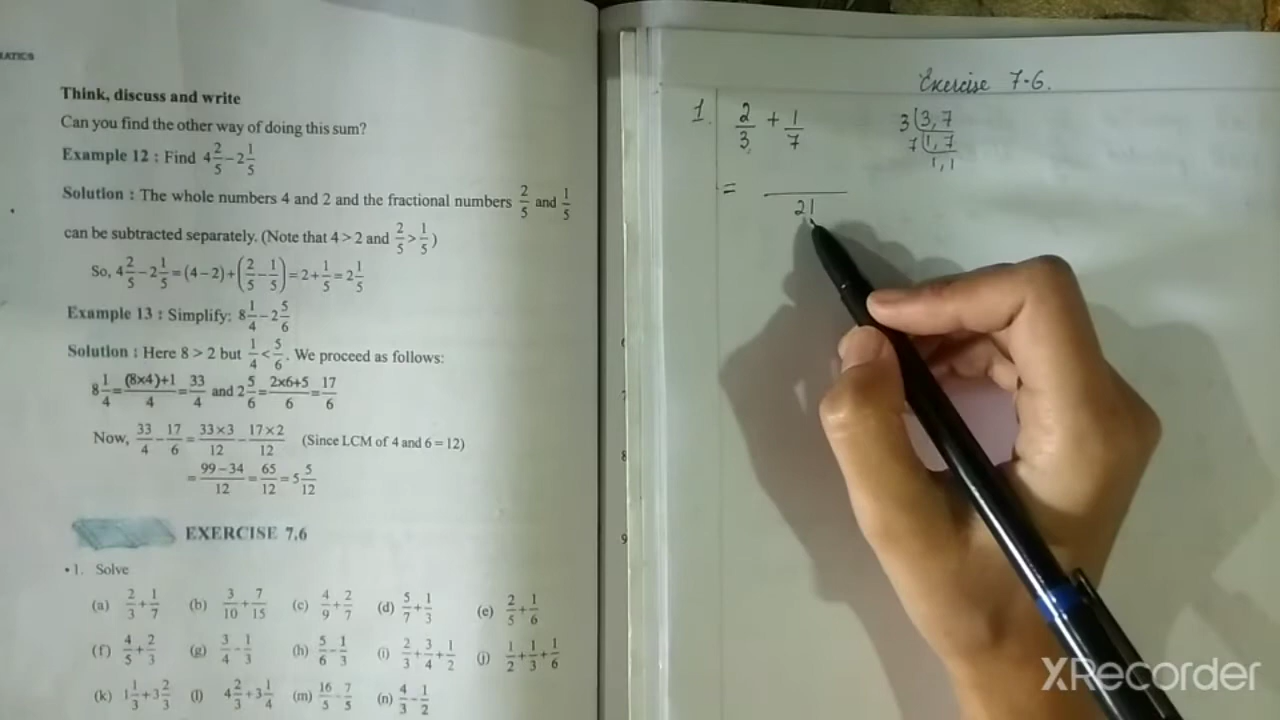 MATICS
Think, discuss and write
Can you find the other way of doing this sum?
Example 12 : Find 4 2/5 − 2 1/5
Solution : The whole numbers 4 and 2 and the fractional numbers 2/5 and 1/5
can be subtracted separately. (Note that 4 > 2 and 2/5 > 1/5)
So, 4 2/5 − 2 1/5 = (4 − 2) + (2/5 − 1/5) = 2 + 1/5 = 2 1/5
Example 13 : Simplify: 8 1/4 − 2 5/6
Solution : Here 8 > 2 but 1/4 < 5/6. We proceed as follows:
8 1/4 = (8×4)+1/4 = 33/4 and 2 5/6 = 2×6+5/6 = 17/6
Now, 33/4 − 17/6 = 33×3/12 − 17×2/12 (Since LCM of 4 and 6 = 12)
= 99 − 34/12 = 65/12 = 5 5/12
EXERCISE 7.6
1. Solve
(a) 2/3 + 1/7 (b) 3/10 + 7/15 (c) 4/9 + 2/7 (d) 5/7 + 1/3 (e) 2/5 + 1/6
(f) 4/5 + 2/3 (g) 3/4 − 1/3 (h) 5/6 − 1/3 (i) 2/3 + 3/4 + 1/2 (j) 1/2 + 1/3 + 1/6
(k) 1 1/3 + 3 2/3 (l) 4 2/3 + 3 1/4 (m) 16/5 − 7/5 (n) 4/3 − 1/2
8
9
Exercise 7.6.
1. 2/3 + 1/7
= /21
3 | 3, 7
7 | 1, 7
1, 1
XRecorder